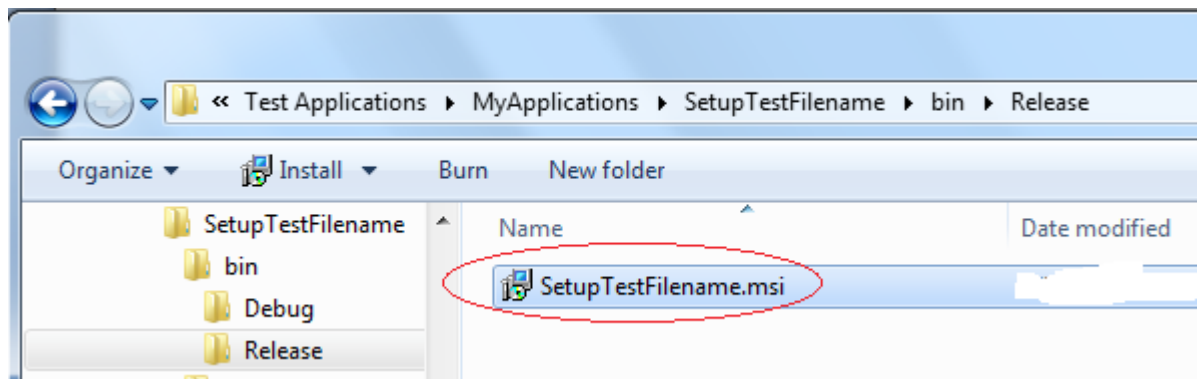 « Test Applications MyApplications SetupTestFilename bin Release
Organize Install Burn New folder
SetupTestFilename
bin
Debug
Release
Name Date modified
SetupTestFilename.msi